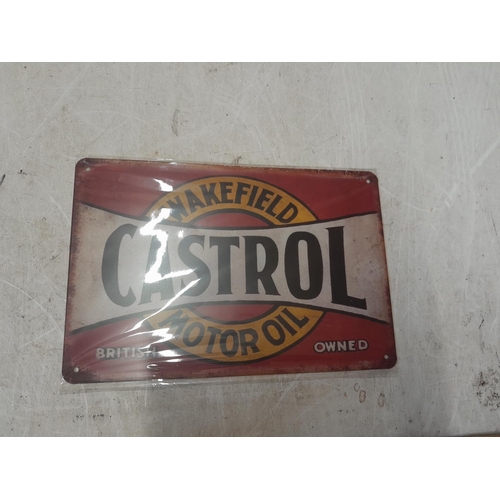 WAKEFIELD
CASTROL
MOTOR OIL
BRITISH OWNED